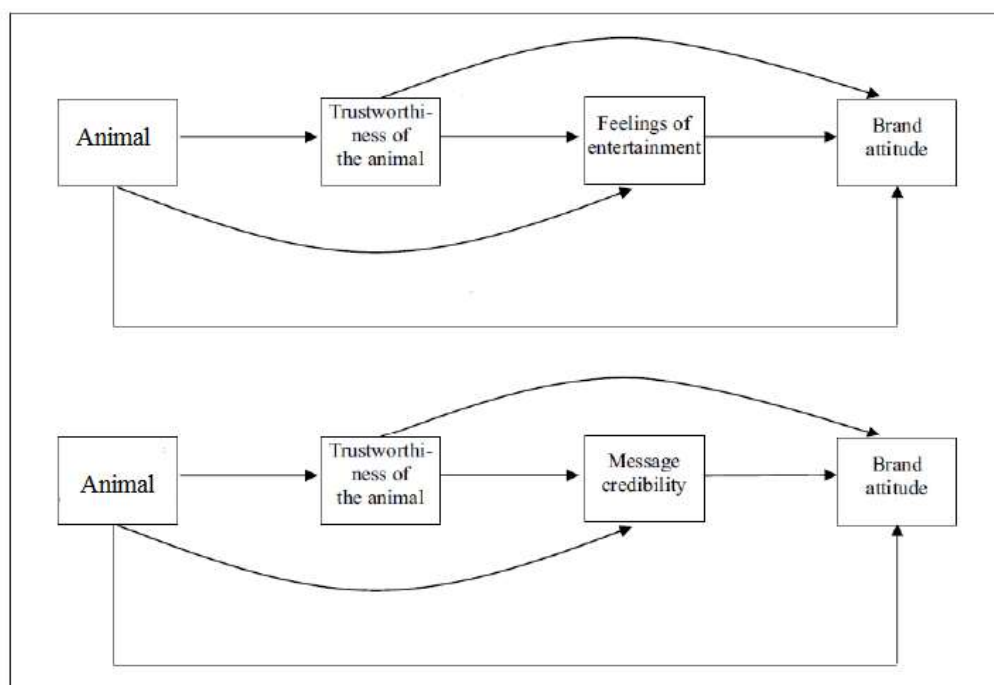 Animal
Trustworthi-
ness of
the animal
Feelings of
entertainment
Brand
attitude
Animal
Trustworthi-
ness of
the animal
Message
credibility
Brand
attitude